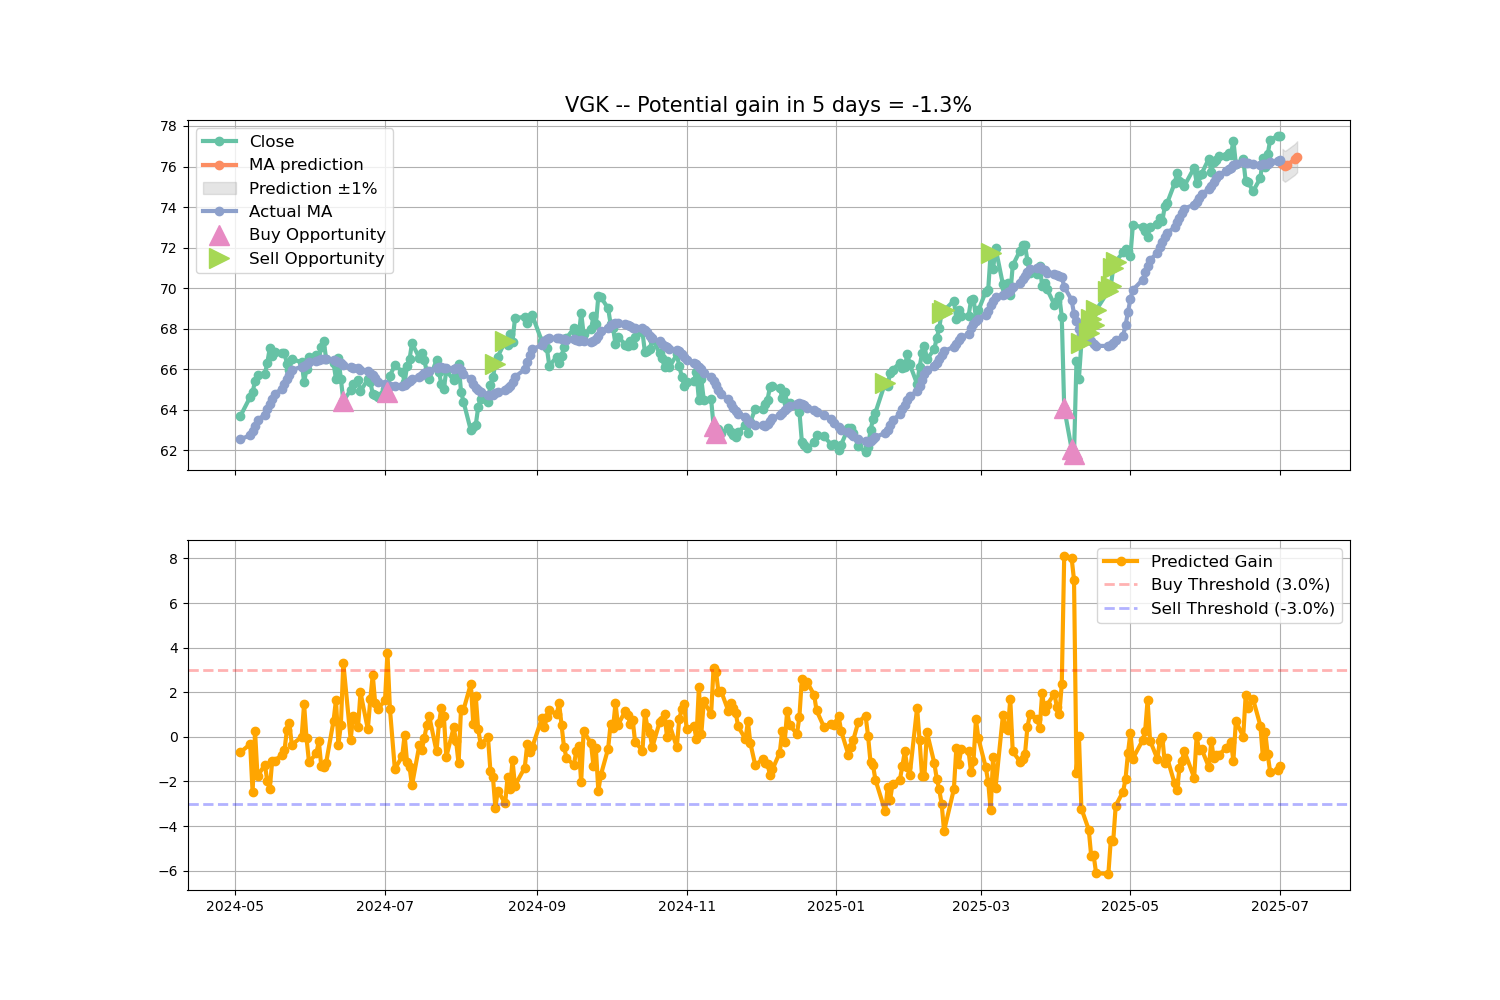 VGK -- Potential gain in 5 days = -1.3%
78
76
74
72
70
68
66
64
62
Close
MA prediction
Prediction ±1%
Actual MA
Buy Opportunity
Sell Opportunity
8
6
4
2
0
−2
−4
−6
Predicted Gain
Buy Threshold (3.0%)
Sell Threshold (-3.0%)
2024-05 2024-07 2024-09 2024-11 2025-01 2025-03 2025-05 2025-07